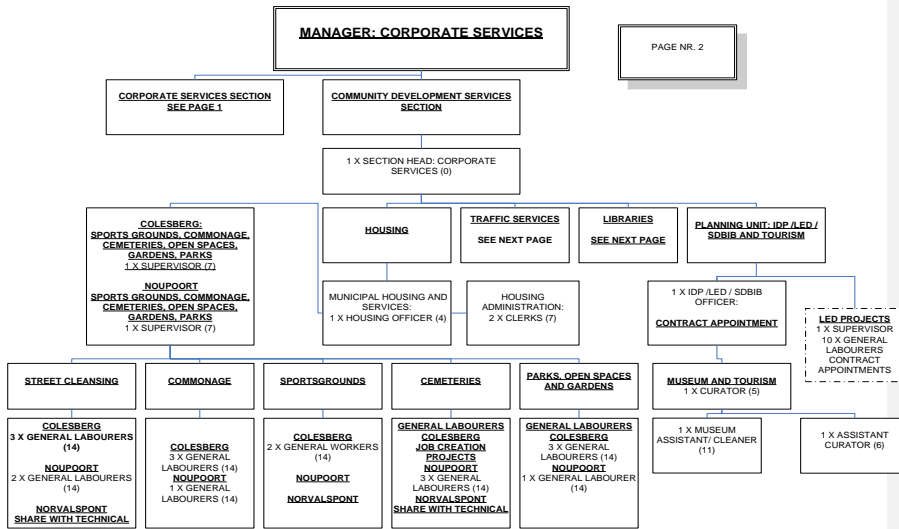 MANAGER: CORPORATE SERVICES
PAGE NR. 2
CORPORATE SERVICES SECTION
SEE PAGE 1
COMMUNITY DEVELOPMENT SERVICES
SECTION
1 X SECTION HEAD: CORPORATE
SERVICES (0)
COLESBERG:
SPORTS GROUNDS, COMMONAGE,
CEMETERIES, OPEN SPACES,
GARDENS, PARKS
1 X SUPERVISOR (7)
NOUPOORT
SPORTS GROUNDS, COMMONAGE,
CEMETERIES, OPEN SPACES,
GARDENS, PARKS
1 X SUPERVISOR (7)
HOUSING
TRAFFIC SERVICES
SEE NEXT PAGE
LIBRARIES
SEE NEXT PAGE
PLANNING UNIT: IDP /LED /
SDBIB AND TOURISM
MUNICIPAL HOUSING AND
SERVICES:
1 X HOUSING OFFICER (4)
HOUSING
ADMINISTRATION:
2 X CLERKS (7)
1 X IDP /LED / SDBIB
OFFICER:
CONTRACT APPOINTMENT
LED PROJECTS
1 X SUPERVISOR
10 X GENERAL
LABOURERS
CONTRACT
APPOINTMENTS
STREET CLEANSING
COMMONAGE
SPORTSGROUNDS
CEMETERIES
PARKS, OPEN SPACES
AND GARDENS
MUSEUM AND TOURISM
1 X CURATOR (5)
COLESBERG
3 X GENERAL LABOURERS
(14)
NOUPOORT
2 X GENERAL LABOURERS
(14)
NORVALSPONT
SHARE WITH TECHNICAL
COLESBERG
3 X GENERAL
LABOURERS (14)
NOUPOORT
1 X GENERAL
LABOURERS (14)
COLESBERG
2 X GENERAL WORKERS
(14)
NOUPOORT
NORVALSPONT
GENERAL LABOURERS
COLESBERG
JOB CREATION
PROJECTS
NOUPOORT
3 X GENERAL
LABOURERS (14)
NORVALSPONT
SHARE WITH TECHNICAL
GENERAL LABOURERS
COLESBERG
3 X GENERAL
LABOURERS (14)
NOUPOORT
1 X GENERAL LABOURER
(14)
1 X MUSEUM
ASSISTANT/ CLEANER
(11)
1 X ASSISTANT
CURATOR (6)